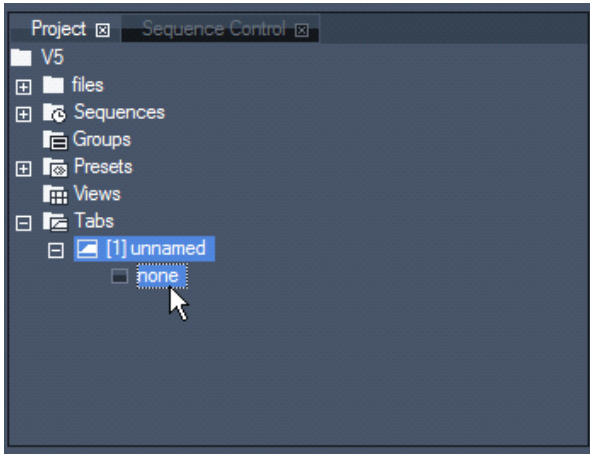 Project Sequence Control
V5
files
Sequences
Groups
Presets
Views
Tabs
[1] unnamed
none